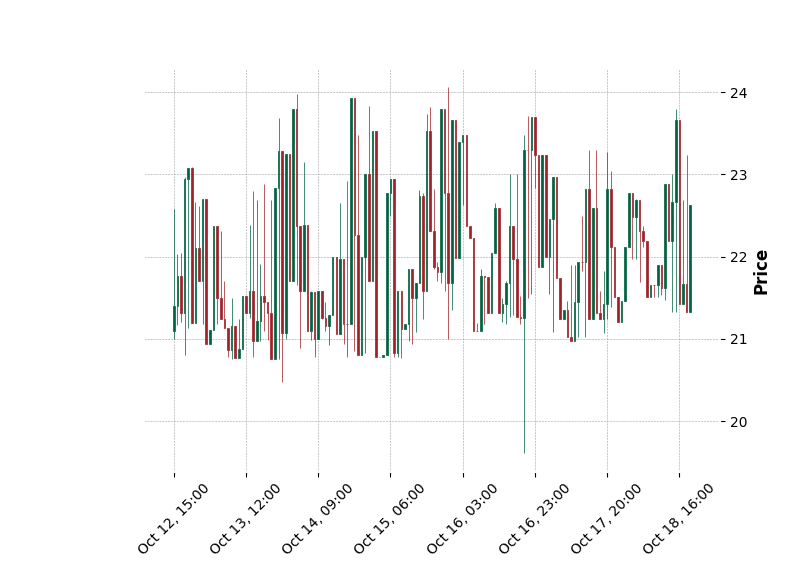 24
23
22
21
20
Price
Oct 12, 15:00
Oct 13, 12:00
Oct 14, 09:00
Oct 15, 06:00
Oct 16, 03:00
Oct 16, 23:00
Oct 17, 20:00
Oct 18, 16:00